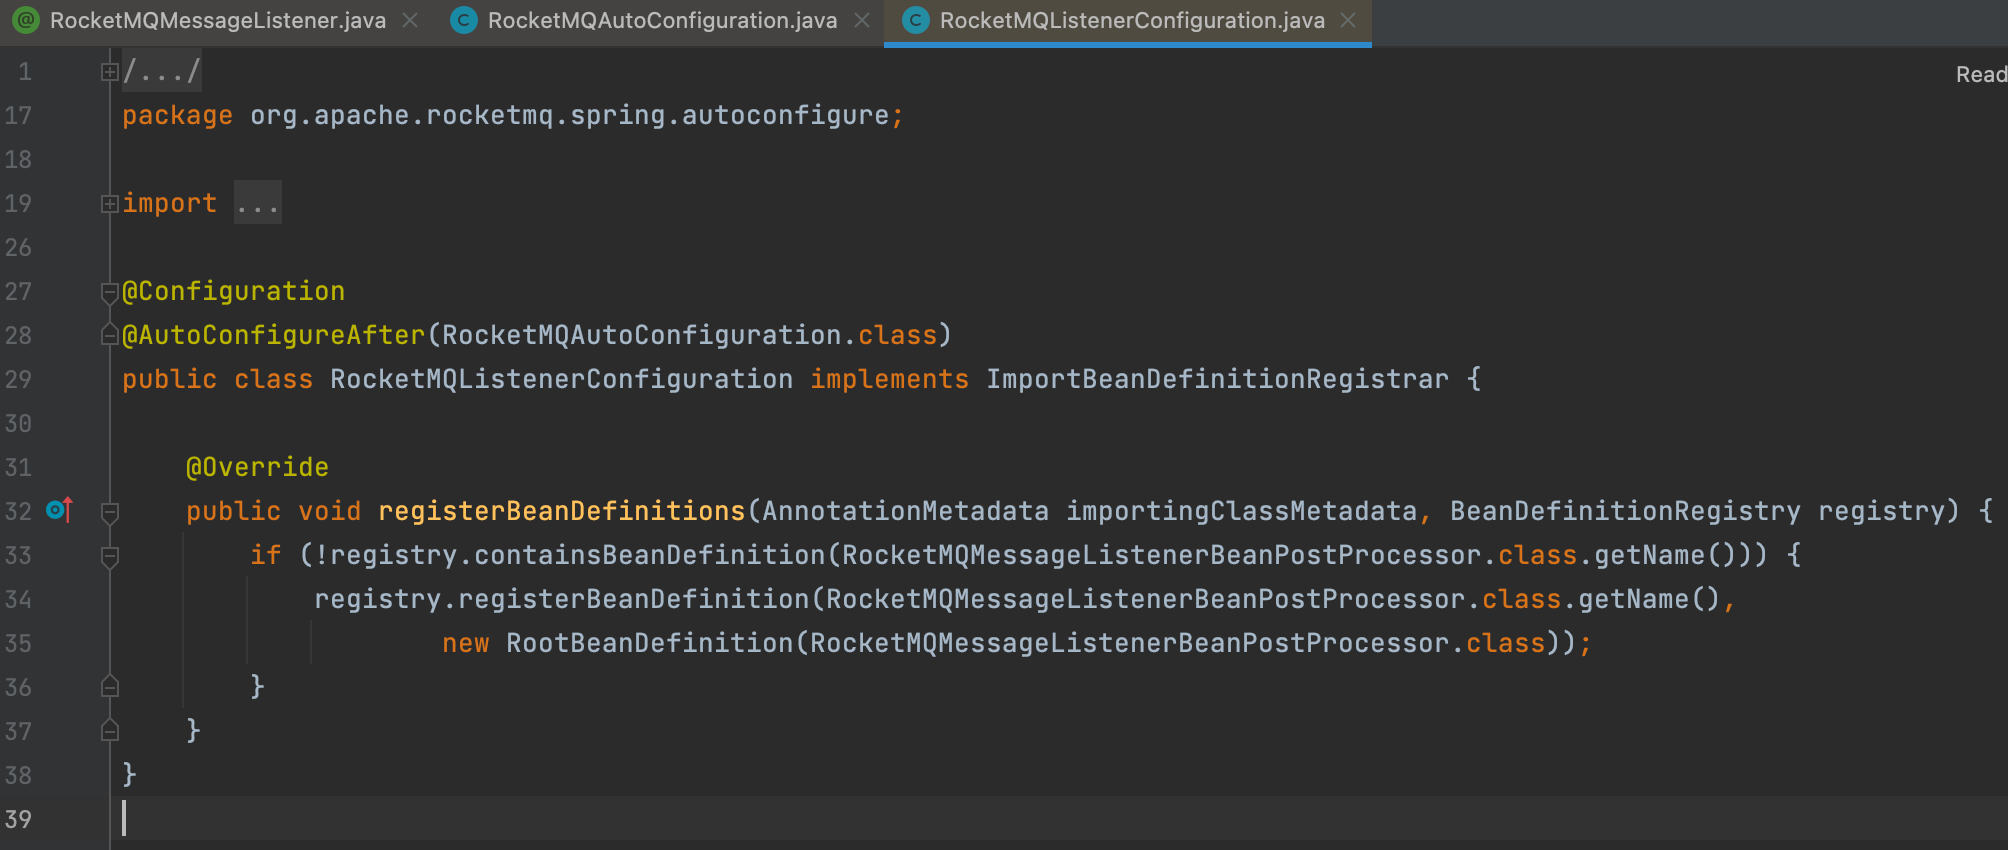 @ RocketMQMessageListener.java × C RocketMQAutoConfiguration.java × C RocketMQListenerConfiguration.java ×
1 /.../
Read
17 package org.apache.rocketmq.spring.autoconfigure;
18
19 import ...
26
27 @Configuration
28 @AutoConfigureAfter(RocketMQAutoConfiguration.class)
29 public class RocketMQListenerConfiguration implements ImportBeanDefinitionRegistrar {
30
31 @Override
32 public void registerBeanDefinitions(AnnotationMetadata importingClassMetadata, BeanDefinitionRegistry registry) {
33 if (!registry.containsBeanDefinition(RocketMQMessageListenerBeanPostProcessor.class.getName())) {
34 registry.registerBeanDefinition(RocketMQMessageListenerBeanPostProcessor.class.getName(),
35 new RootBeanDefinition(RocketMQMessageListenerBeanPostProcessor.class));
36 }
37 }
38 }
39